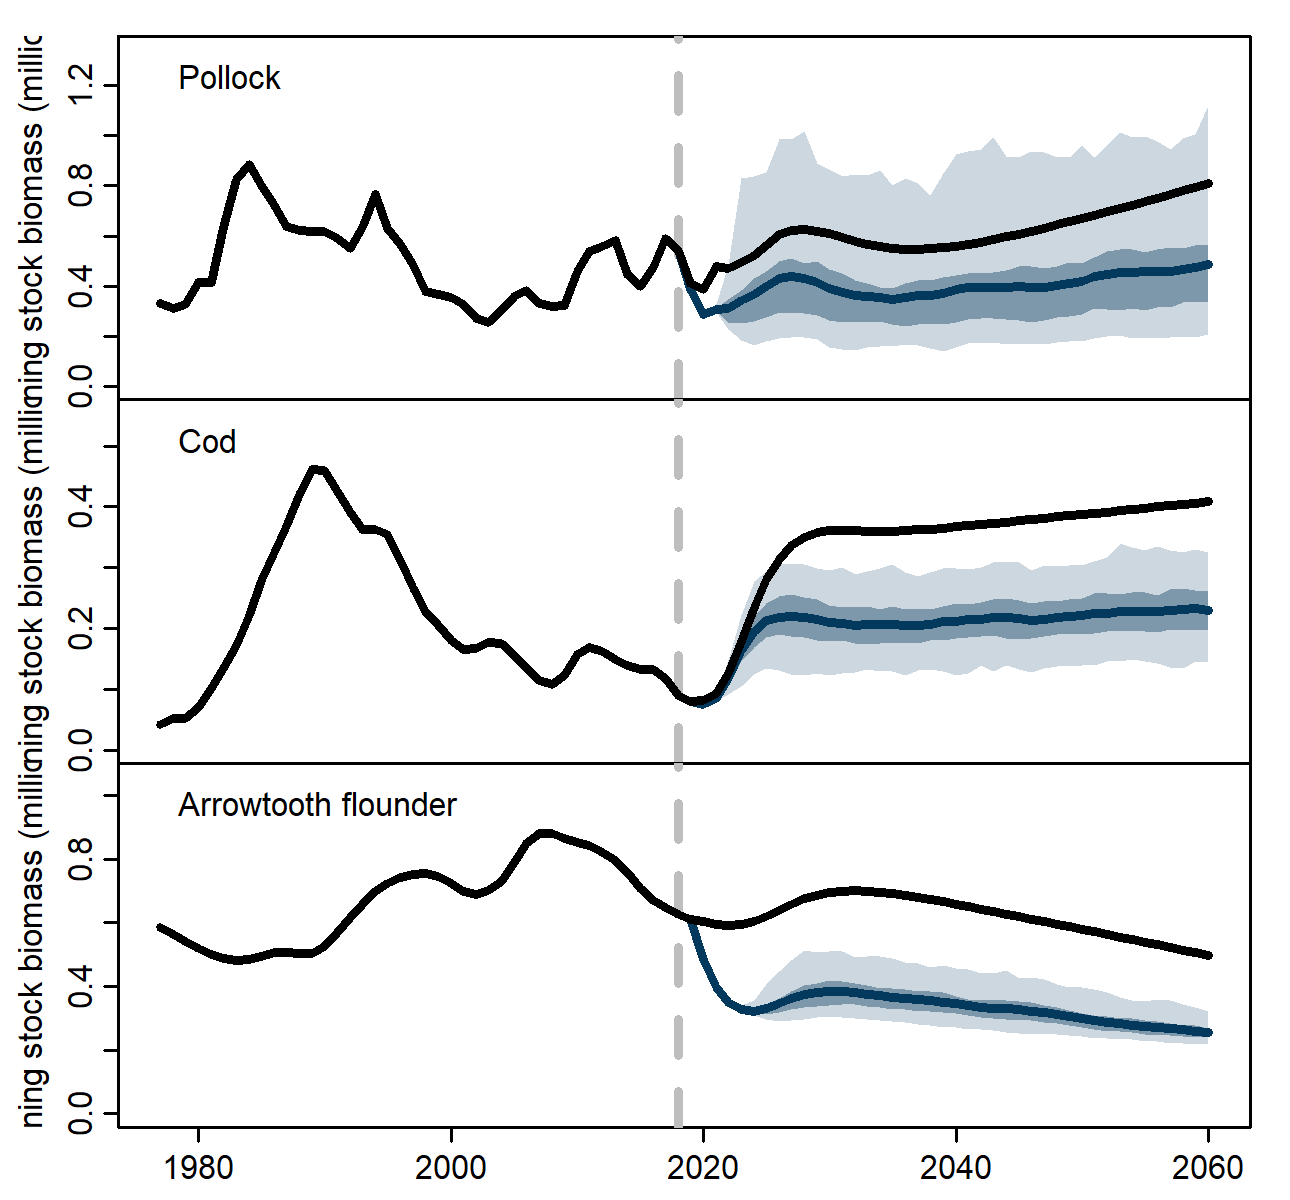 Pollock
ning stock biomass (millic
0.0
0.4
0.8
1.2
Cod
ning stock biomass (milli
0.0
0.2
0.4
Arrowtooth flounder
ning stock biomass (milli
0.0
0.4
0.8
1980
2000
2020
2040
2060